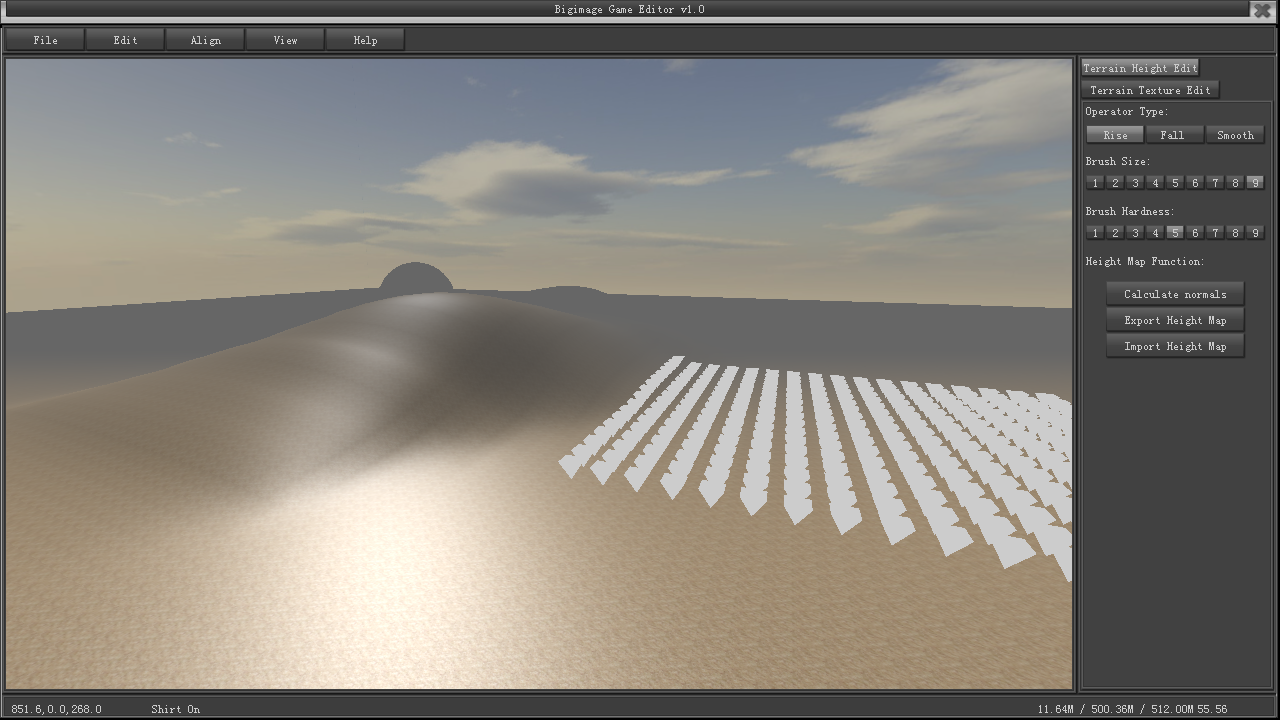 Bigimage Game Editor v1.0
File Edit Align View Help
Terrain Height Edit
Terrain Texture Edit
Operator Type:
Rise Fall Smooth
Brush Size:
1 2 3 4 5 6 7 8 9
Brush Hardness:
1 2 3 4 5 6 7 8 9
Height Map Function:
Calculate normals
Export Height Map
Import Height Map
851.6,0.0,268.0 Shirt On 11.64M / 500.36M / 512.00M 55.56